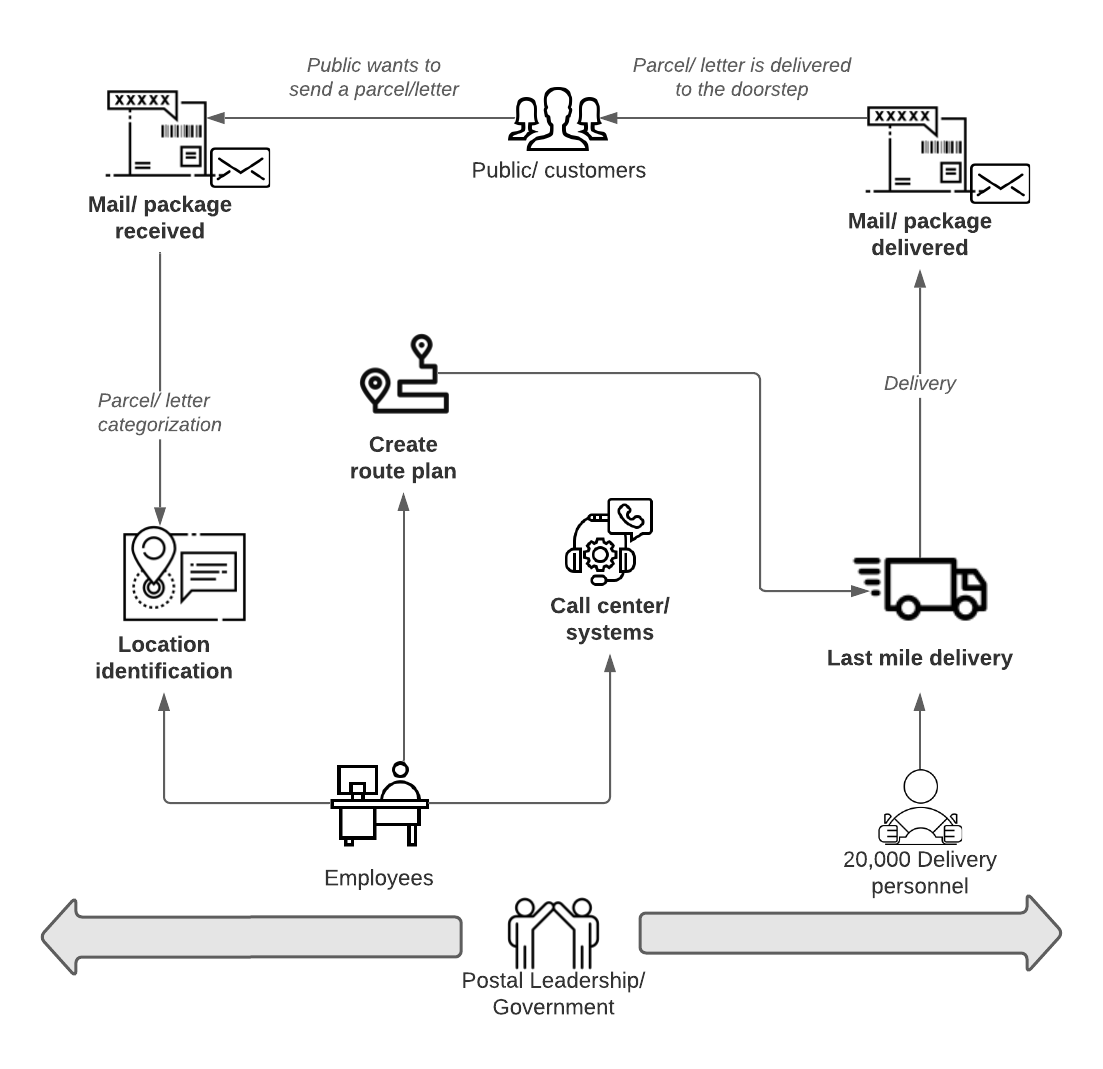 Public wants to
send a parcel/letter
Parcel/ letter is delivered
to the doorstep
XXXXX
XXXXX
Public/ customers
Mail/ package
received
Mail/ package
delivered
Delivery
Parcel/ letter
categorization
Create
route plan
Call center/
systems
Location
identification
Last mile delivery
20,000 Delivery
personnel
Employees
Postal Leadership/
Government